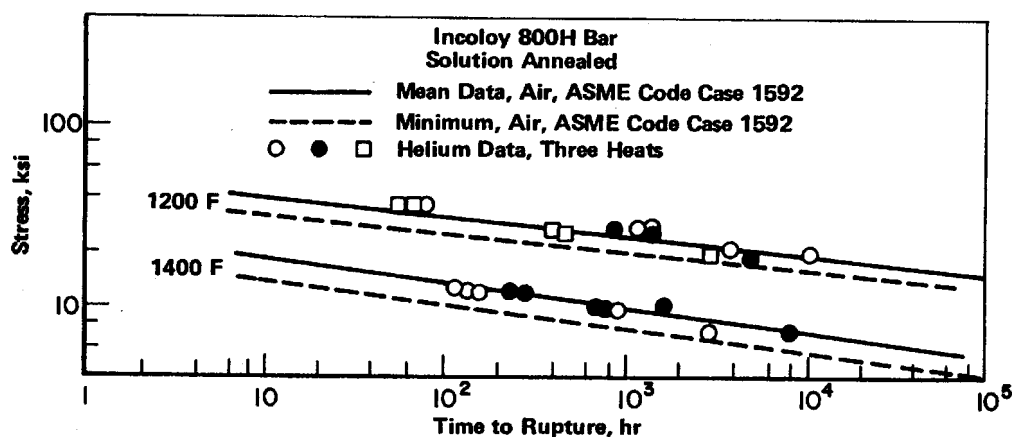 Incoloy 800H Bar
Solution Annealed
Mean Data, Air, ASME Code Case 1592
Minimum, Air, ASME Code Case 1592
Helium Data, Three Heats
100
10
Stress, ksi
1200 F
1400 F
1 10 10² 10³ 10⁴ 10⁵
Time to Rupture, hr